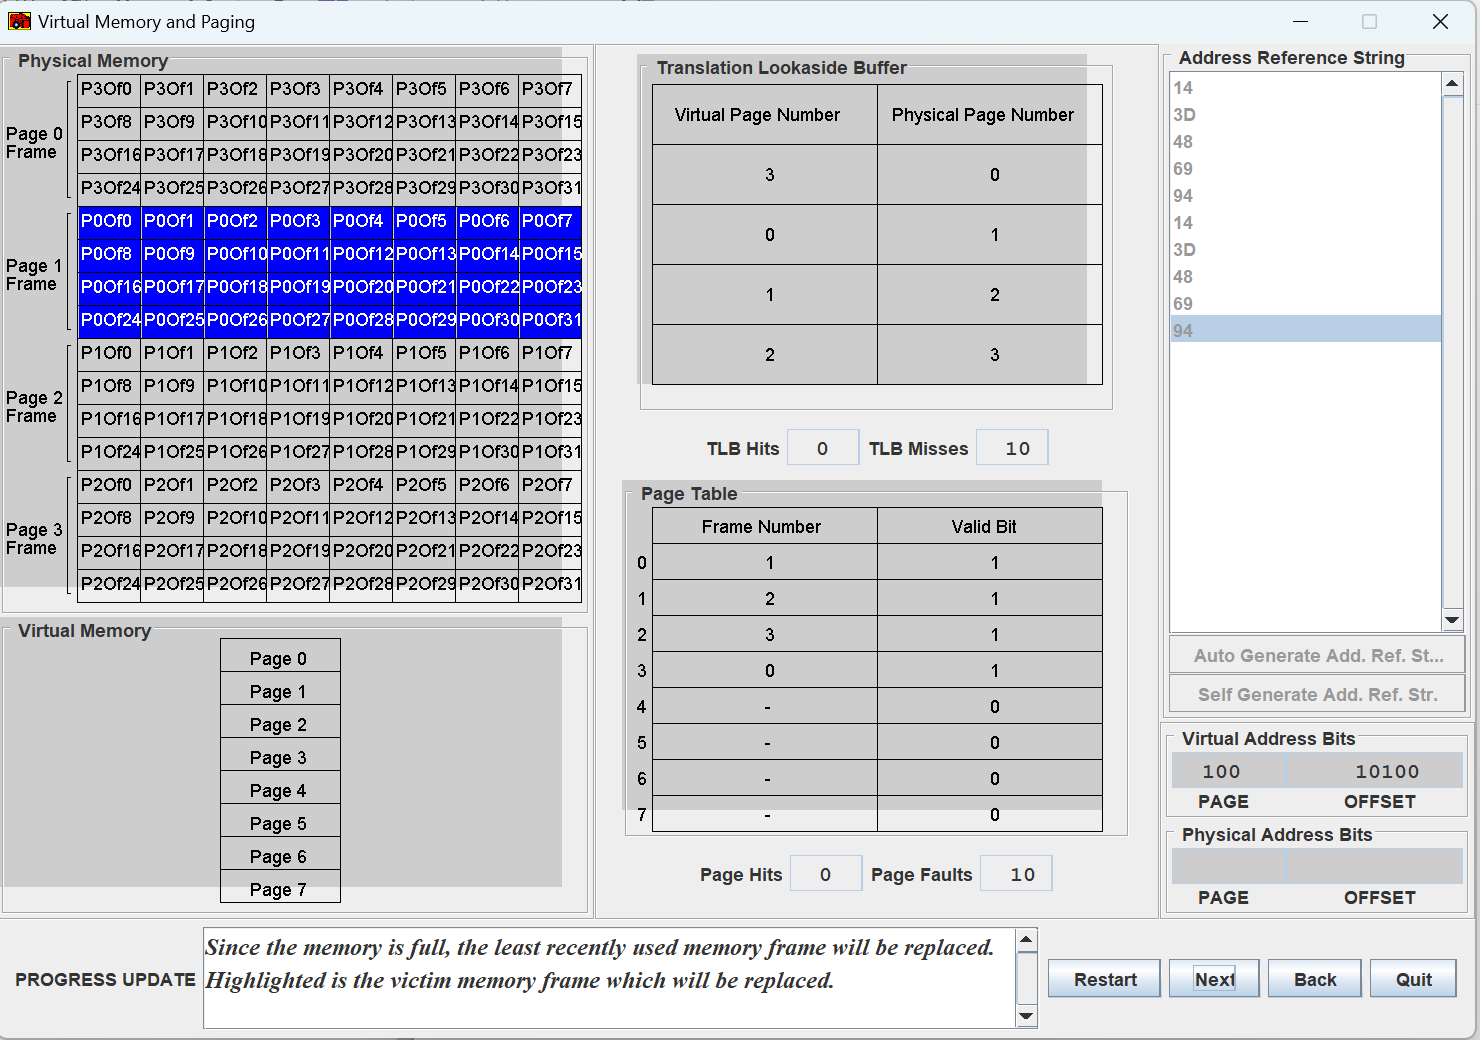 Virtual Memory and Paging
Physical Memory
Page 0 Frame
P3Of0 P3Of1 P3Of2 P3Of3 P3Of4 P3Of5 P3Of6 P3Of7
P3Of8 P3Of9 P3Of10 P3Of11 P3Of12 P3Of13 P3Of14 P3Of15
P3Of16 P3Of17 P3Of18 P3Of19 P3Of20 P3Of21 P3Of22 P3Of23
P3Of24 P3Of25 P3Of26 P3Of27 P3Of28 P3Of29 P3Of30 P3Of31
Page 1 Frame
P0Of0 P0Of1 P0Of2 P0Of3 P0Of4 P0Of5 P0Of6 P0Of7
P0Of8 P0Of9 P0Of10 P0Of11 P0Of12 P0Of13 P0Of14 P0Of15
P0Of16 P0Of17 P0Of18 P0Of19 P0Of20 P0Of21 P0Of22 P0Of23
P0Of24 P0Of25 P0Of26 P0Of27 P0Of28 P0Of29 P0Of30 P0Of31
Page 2 Frame
P1Of0 P1Of1 P1Of2 P1Of3 P1Of4 P1Of5 P1Of6 P1Of7
P1Of8 P1Of9 P1Of10 P1Of11 P1Of12 P1Of13 P1Of14 P1Of15
P1Of16 P1Of17 P1Of18 P1Of19 P1Of20 P1Of21 P1Of22 P1Of23
P1Of24 P1Of25 P1Of26 P1Of27 P1Of28 P1Of29 P1Of30 P1Of31
Page 3 Frame
P2Of0 P2Of1 P2Of2 P2Of3 P2Of4 P2Of5 P2Of6 P2Of7
P2Of8 P2Of9 P2Of10 P2Of11 P2Of12 P2Of13 P2Of14 P2Of15
P2Of16 P2Of17 P2Of18 P2Of19 P2Of20 P2Of21 P2Of22 P2Of23
P2Of24 P2Of25 P2Of26 P2Of27 P2Of28 P2Of29 P2Of30 P2Of31
Virtual Memory
Page 0
Page 1
Page 2
Page 3
Page 4
Page 5
Page 6
Page 7
Translation Lookaside Buffer
Virtual Page Number Physical Page Number
3 0
0 1
1 2
2 3
TLB Hits 0 TLB Misses 10
Page Table
Frame Number Valid Bit
0 1 1
1 2 1
2 3 1
3 0 1
4 - 0
5 - 0
6 - 0
7 - 0
Page Hits 0 Page Faults 10
Address Reference String
14
3D
48
69
94
14
3D
48
69
94
Auto Generate Add. Ref. St...
Self Generate Add. Ref. Str.
Virtual Address Bits
100 10100
PAGE OFFSET
Physical Address Bits
PAGE OFFSET
PROGRESS UPDATE
Since the memory is full, the least recently used memory frame will be replaced.
Highlighted is the victim memory frame which will be replaced.
Restart Next Back Quit